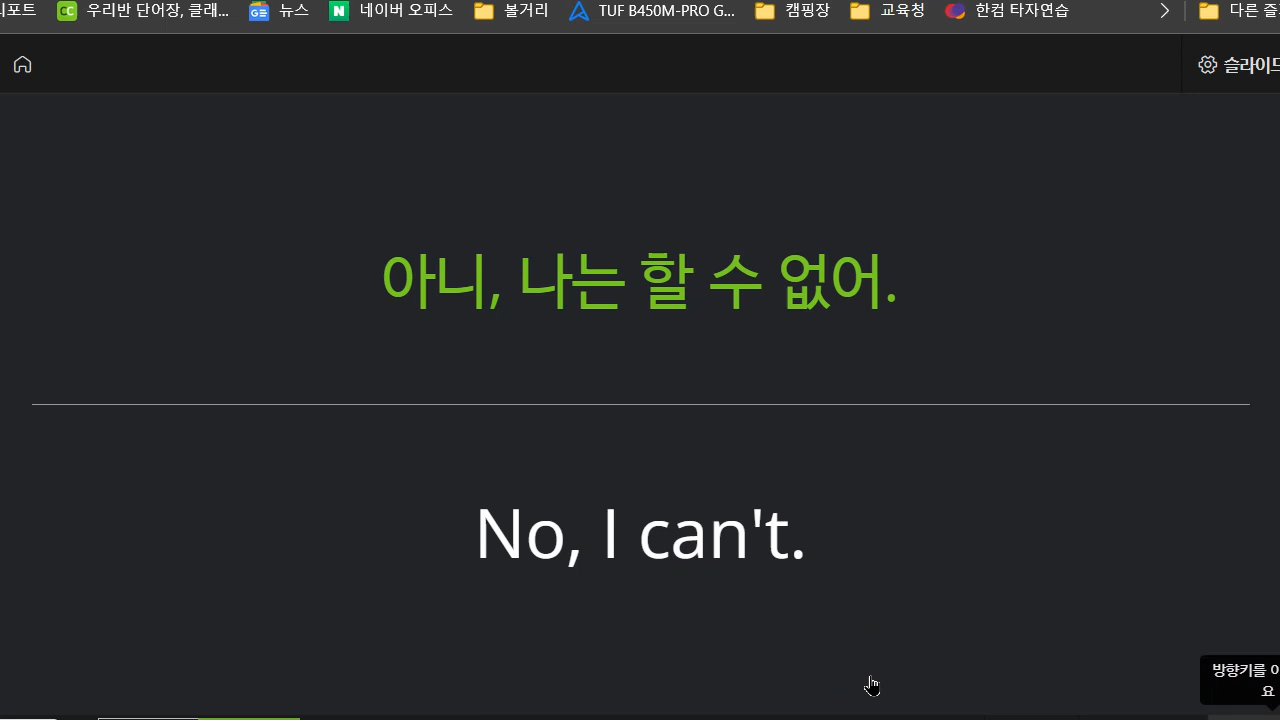 리포트 우리반 단어장, 클래... 뉴스 네이버 오피스 볼거리 TUF B450M-PRO G... 캠핑장 교육청 한컴 타자연습 다른 즐
슬라이드
아니, 나는 할 수 없어.
No, I can't.
방향키를 이
요